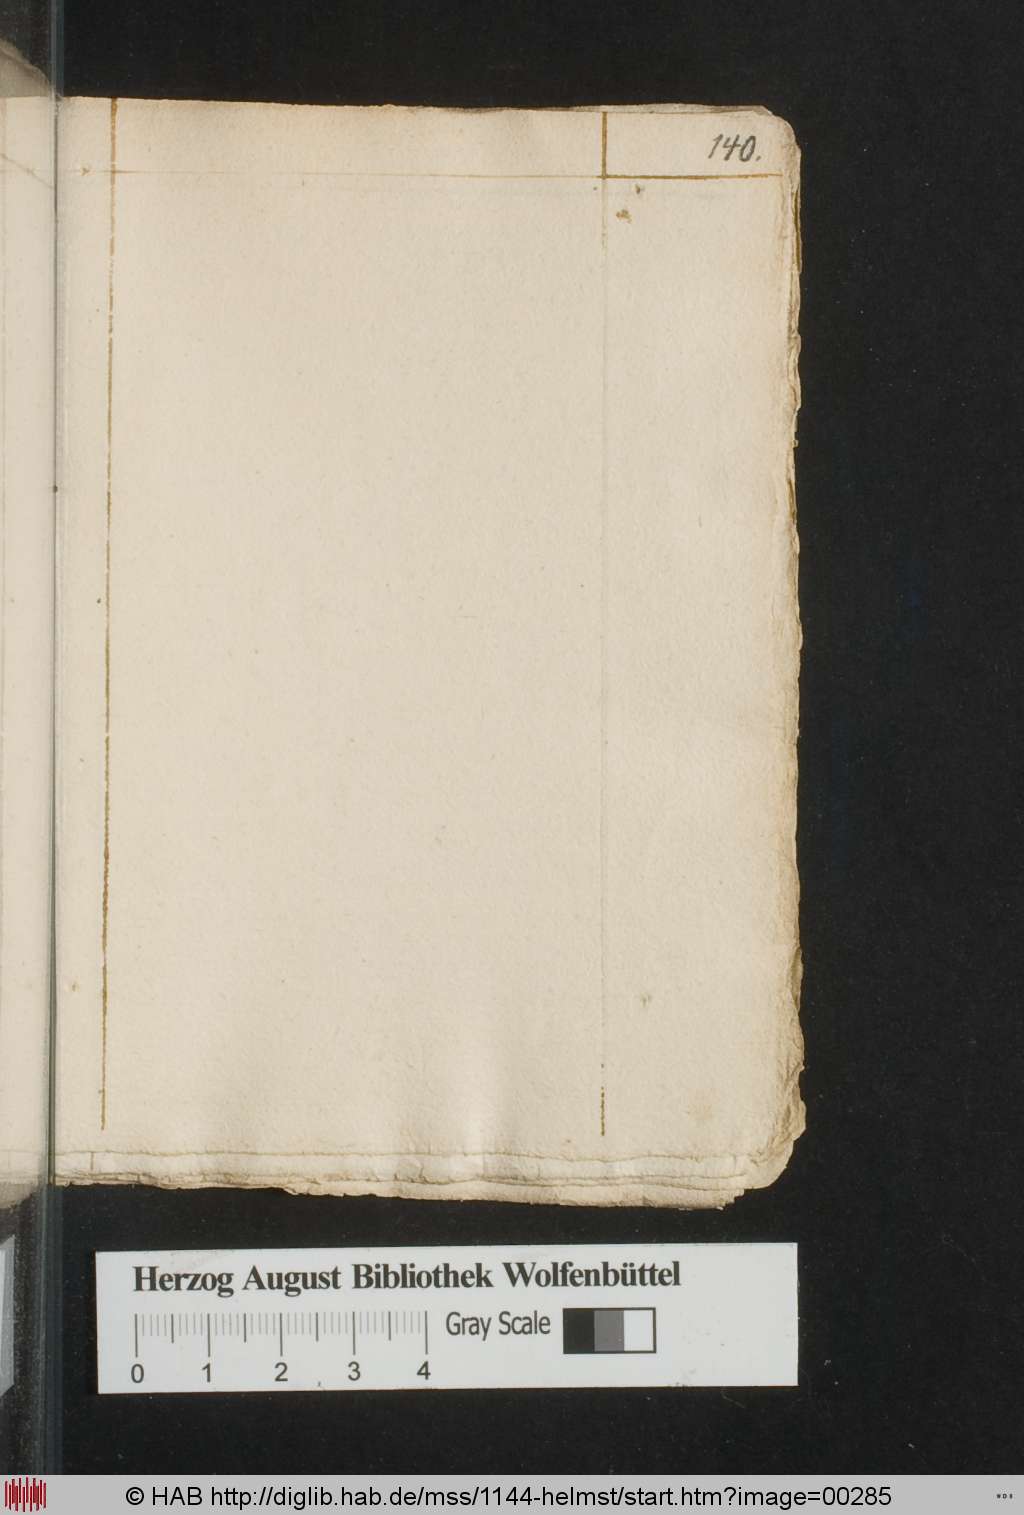 140.
Herzog August Bibliothek Wolfenbüttel
Gray Scale
0 1 2 3 4
© HAB http://diglib.hab.de/mss/1144-helmst/start.htm?image=00285